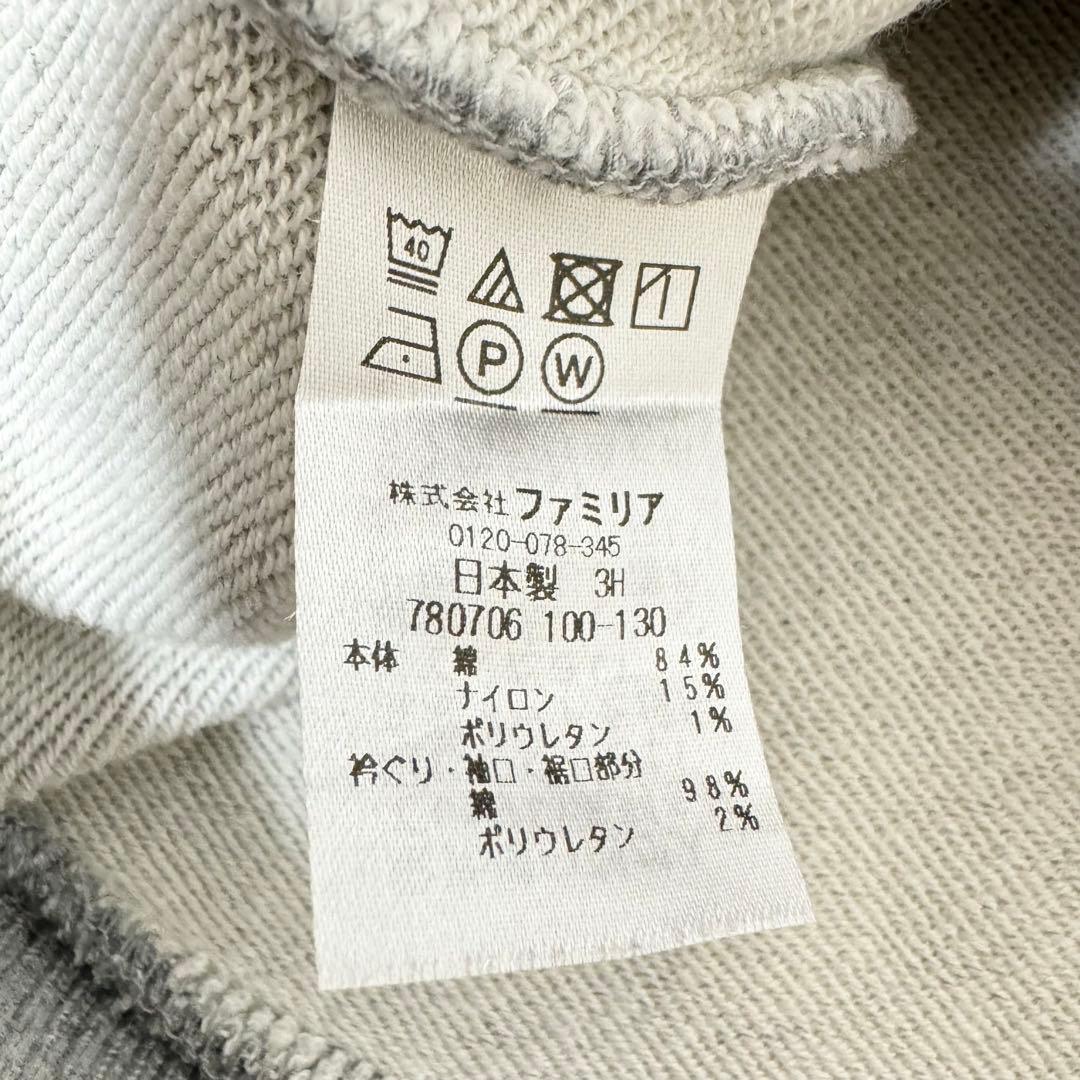 40
P W
株式会社ファミリア
0120-078-345
日本製 3H
780706 100-130
本体 綿 84%
ナイロン 15%
ポリウレタン 1%
衿ぐり・袖口・裾口部分
綿 98%
ポリウレタン 2%